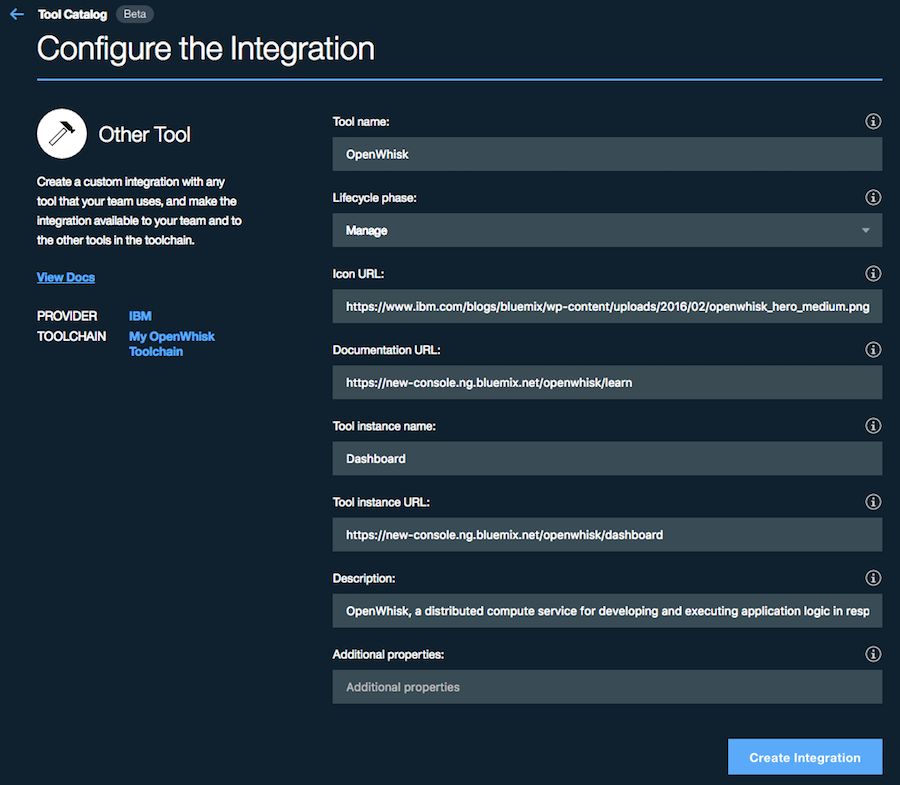 Tool Catalog Beta
Configure the Integration
Other Tool
Create a custom integration with any
tool that your team uses, and make the
integration available to your team and to
the other tools in the toolchain.
View Docs
PROVIDER IBM
TOOLCHAIN My OpenWhisk
Toolchain
Tool name:
OpenWhisk
Lifecycle phase:
Manage
Icon URL:
https://www.ibm.com/blogs/bluemix/wp-content/uploads/2016/02/openwhisk_hero_medium.png
Documentation URL:
https://new-console.ng.bluemix.net/openwhisk/learn
Tool instance name:
Dashboard
Tool instance URL:
https://new-console.ng.bluemix.net/openwhisk/dashboard
Description:
OpenWhisk, a distributed compute service for developing and executing application logic in resp
Additional properties:
Additional properties
Create Integration